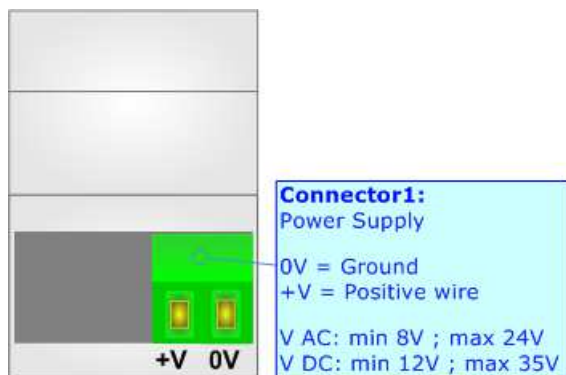 Connector1:
Power Supply
0V = Ground
+V = Positive wire
V AC: min 8V ; max 24V
V DC: min 12V ; max 35V
+V 0V